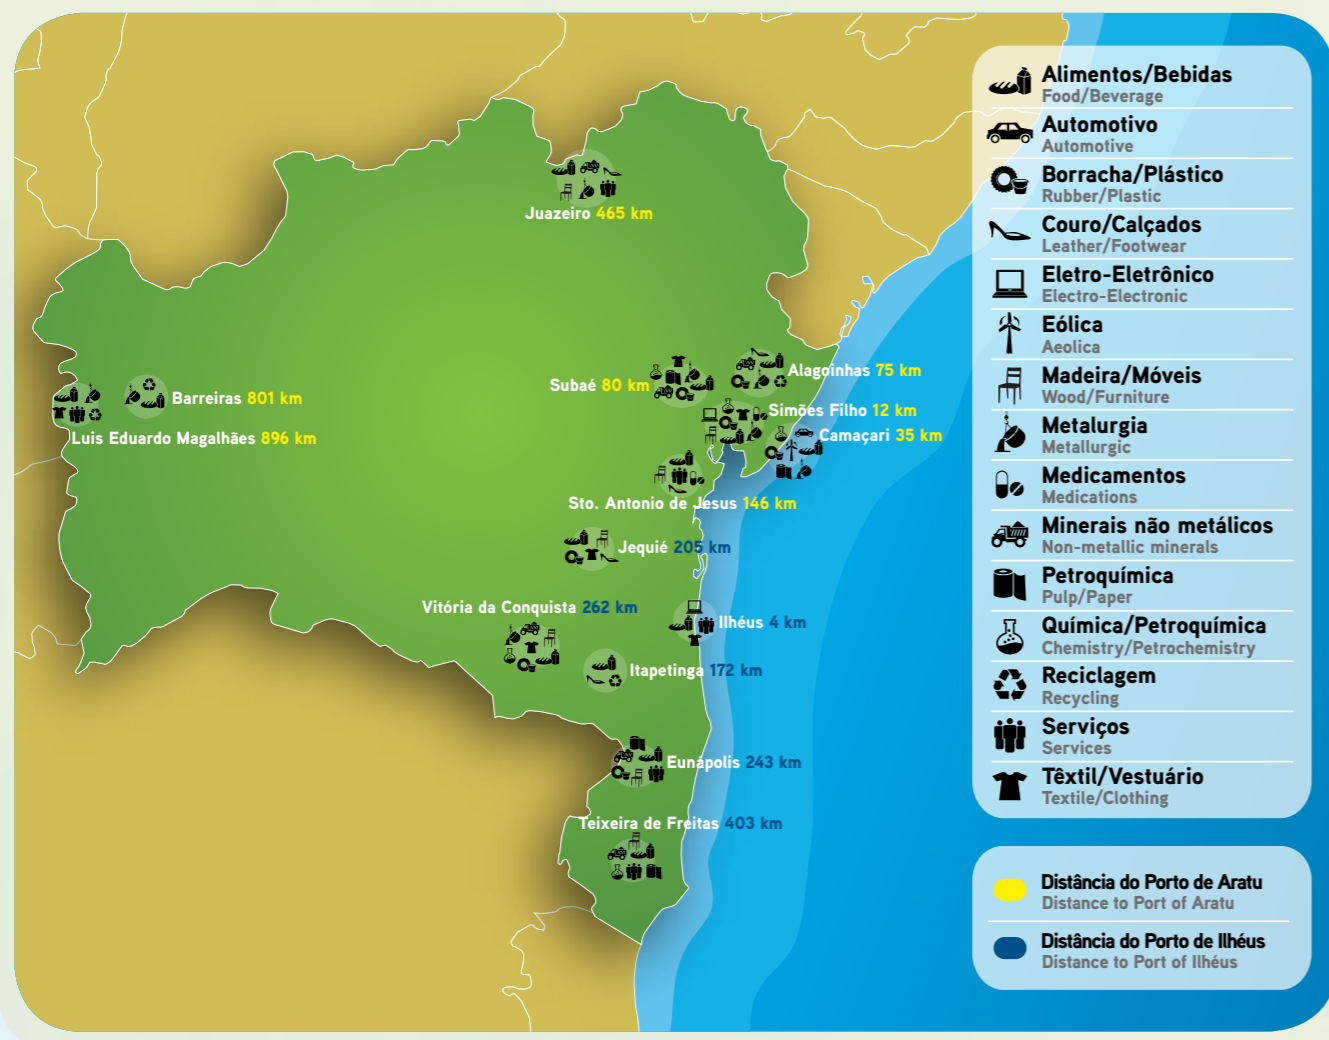 Juazeiro 465 km
Alagoinhas 75 km
Subaé 80 km
Barreiras 801 km
Simões Filho 12 km
Luis Eduardo Magalhães 896 km
Camaçari 35 km
Sto. Antonio de Jesus 146 km
Jequié 205 km
Vitória da Conquista 262 km
Ilhéus 4 km
Itapetinga 172 km
Eunápolis 243 km
Teixeira de Freitas 403 km
Alimentos/Bebidas
Food/Beverage
Automotivo
Automotive
Borracha/Plástico
Rubber/Plastic
Couro/Calçados
Leather/Footwear
Eletro-Eletrônico
Electro-Electronic
Eólica
Aeolica
Madeira/Móveis
Wood/Furniture
Metalurgia
Metallurgic
Medicamentos
Medications
Minerais não metálicos
Non-metallic minerals
Petroquímica
Pulp/Paper
Química/Petroquímica
Chemistry/Petrochemistry
Reciclagem
Recycling
Serviços
Services
Têxtil/Vestuário
Textile/Clothing
Distância do Porto de Aratu
Distance to Port of Aratu
Distância do Porto de Ilhéus
Distance to Port of Ilhéus